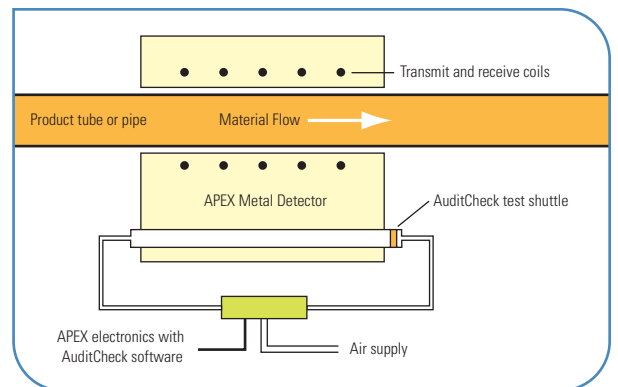 Transmit and receive coils
Product tube or pipe
Material Flow
APEX Metal Detector
AuditCheck test shuttle
APEX electronics with
AuditCheck software
Air supply